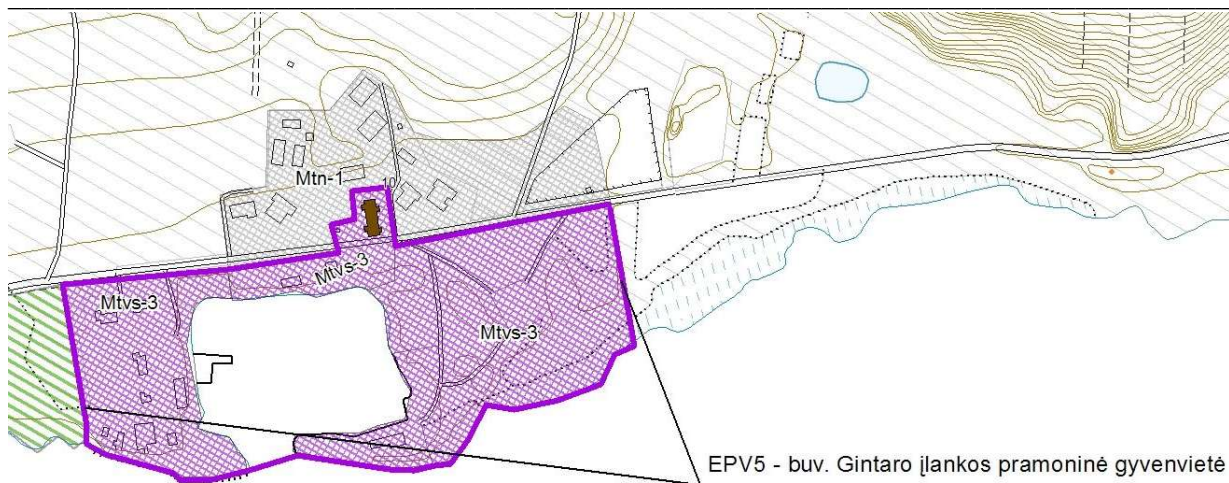 Mtn-1
10
Mtvs-3
Mtvs-3
Mtvs-3
EPV5 - buv. Gintaro įlankos pramoninė gyvenvietė